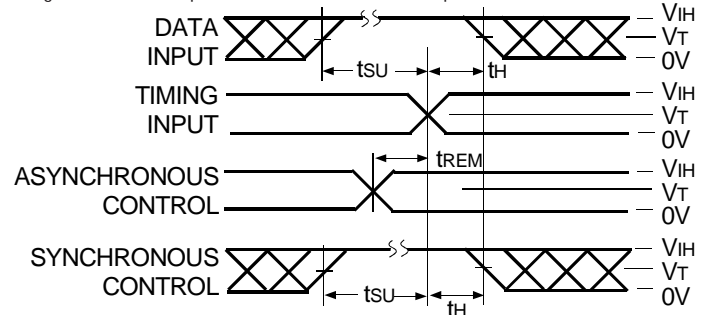 DATA
INPUT
tSU
tH
VIH
VT
0V
TIMING
INPUT
VIH
VT
0V
tREM
ASYNCHRONOUS
CONTROL
VIH
VT
0V
SYNCHRONOUS
CONTROL
tSU
tH
VIH
VT
0V